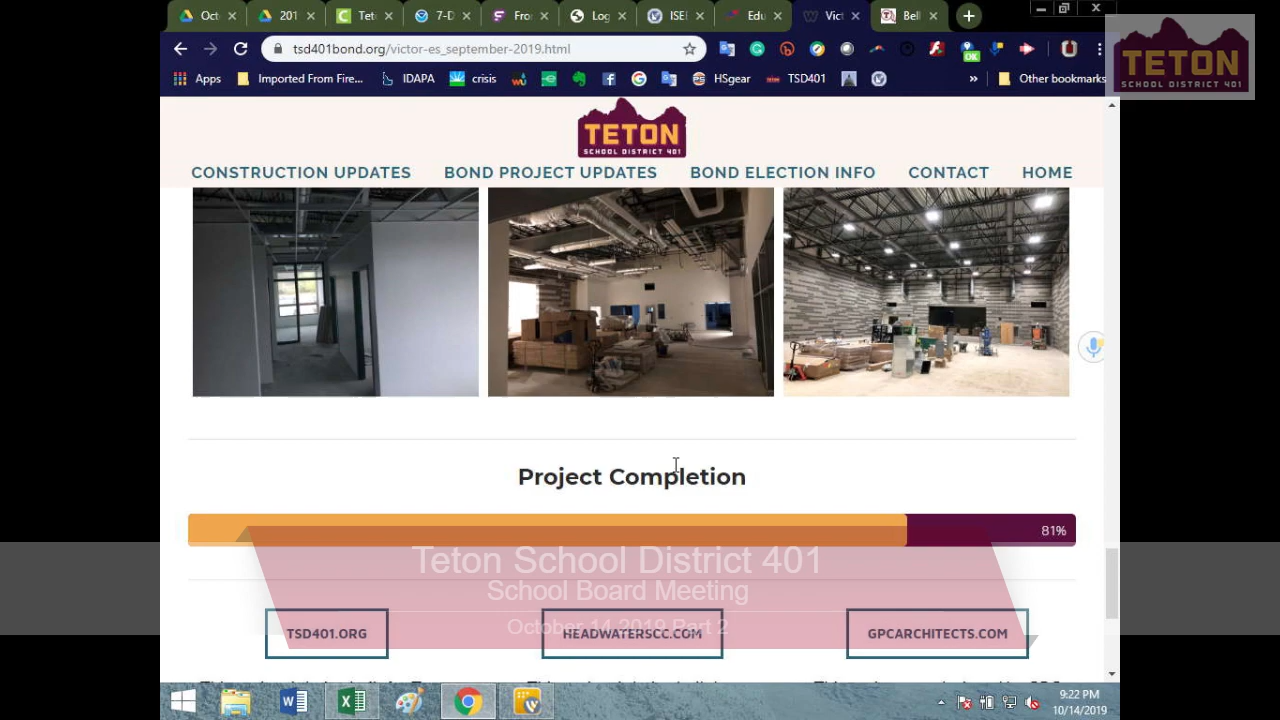 Oct
201
Tet
7-D
Fro
Log
ISE
Edu
Vict
Bell
tsd401bond.org/victor-es_september-2019.html
OK
Apps
Imported From Fire...
IDAPA
crisis
HSgear
TSD401
»
Other bookmarks
TETON
SCHOOL DISTRICT 401
TETON
SCHOOL DISTRICT 401
CONSTRUCTION UPDATES
BOND PROJECT UPDATES
BOND ELECTION INFO
CONTACT
HOME
Project Completion
81%
Teton School District 401
School Board Meeting
October 14 2019 Part 2
TSD401.ORG
HEADWATERSCC.COM
GPCARCHITECTS.COM
9:22 PM
10/14/2019